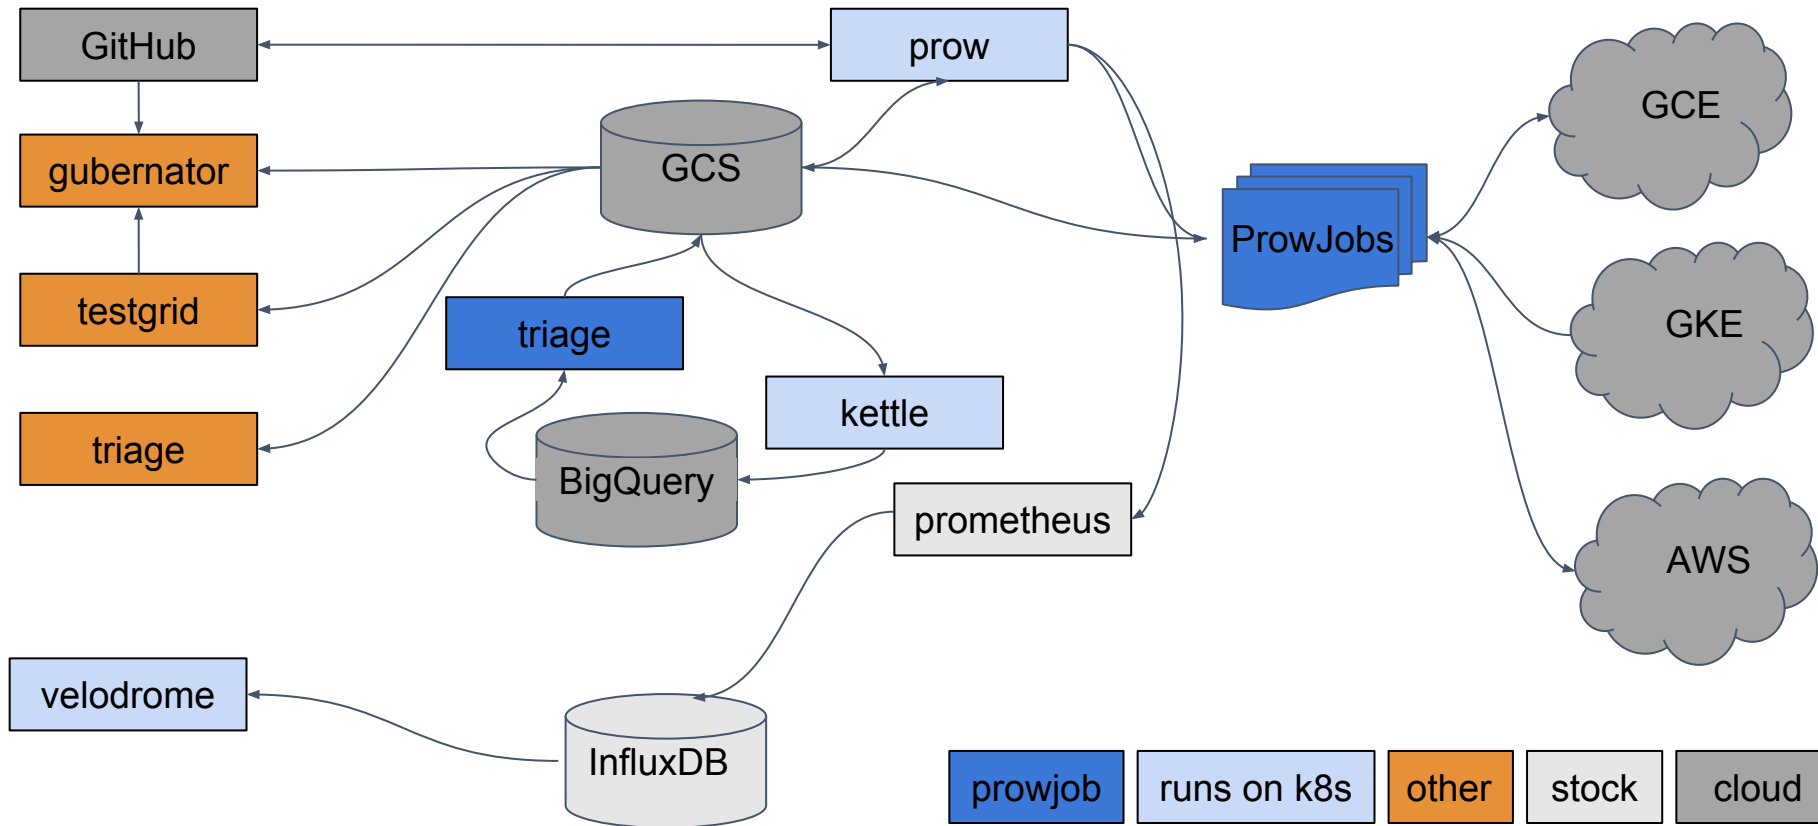 GitHub
prow
GCE
gubernator
GCS
ProwJobs
testgrid
triage
GKE
kettle
triage
BigQuery
prometheus
AWS
velodrome
InfluxDB
prowjob
runs on k8s
other
stock
cloud